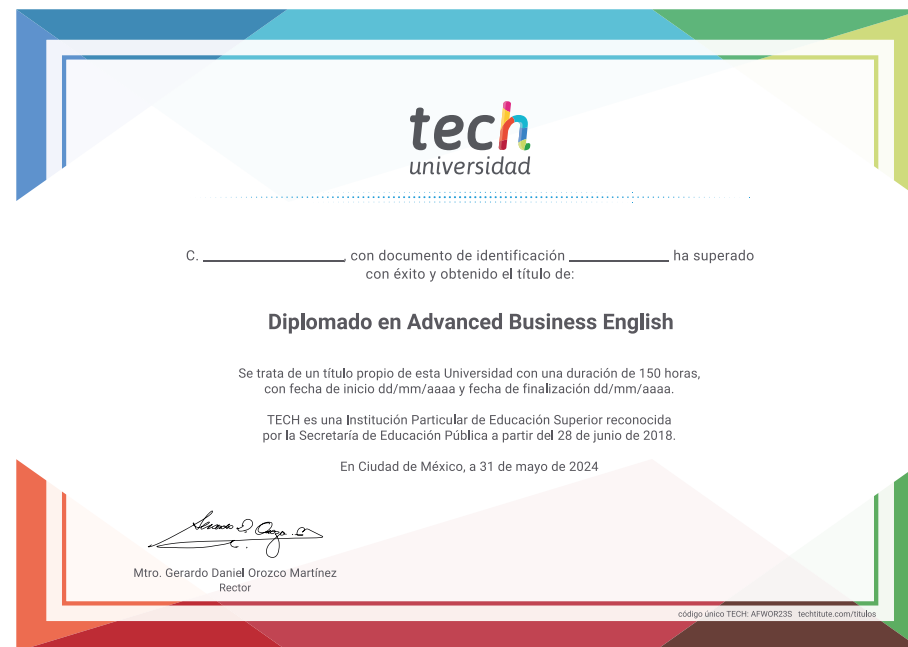 tech
universidad
C. ____________, con documento de identificación ____________ ha superado
con éxito y obtenido el título de:
Diplomado en Advanced Business English
Se trata de un título propio de esta Universidad con una duración de 150 horas,
con fecha de inicio dd/mm/aaaa y fecha de finalización dd/mm/aaaa.
TECH es una Institución Particular de Educación Superior reconocida
por la Secretaría de Educación Pública a partir del 28 de junio de 2018.
En Ciudad de México, a 31 de mayo de 2024
Mtro. Gerardo Daniel Orozco Martínez
Rector
código único TECH: AFWOR23S techtitute.com/titulos